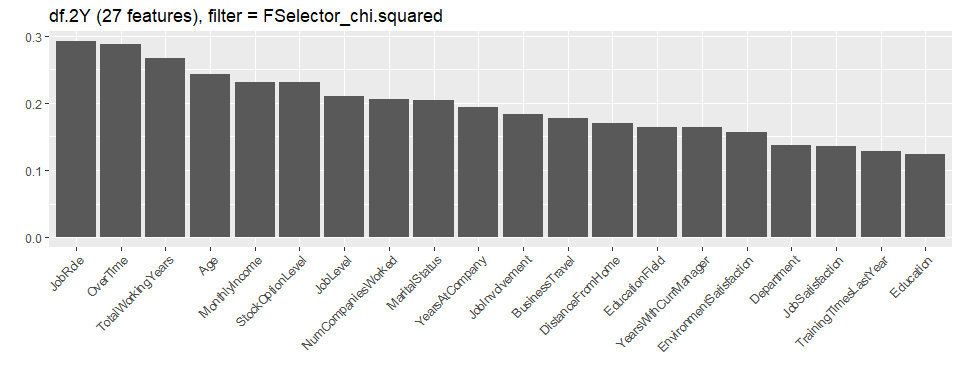 df.2Y (27 features), filter = FSelector_chi.squared
0.3
0.2
0.1
0.0
JobRole
OverTime
TotalWorkingYears
Age
MonthlyIncome
StockOptionLevel
JobLevel
NumCompaniesWorked
MaritalStatus
YearsAtCompany
JobInvolvement
BusinessTravel
DistanceFromHome
EducationField
YearsWithCurrManager
EnvironmentSatisfaction
Department
JobSatisfaction
TrainingTimesLastYear
Education